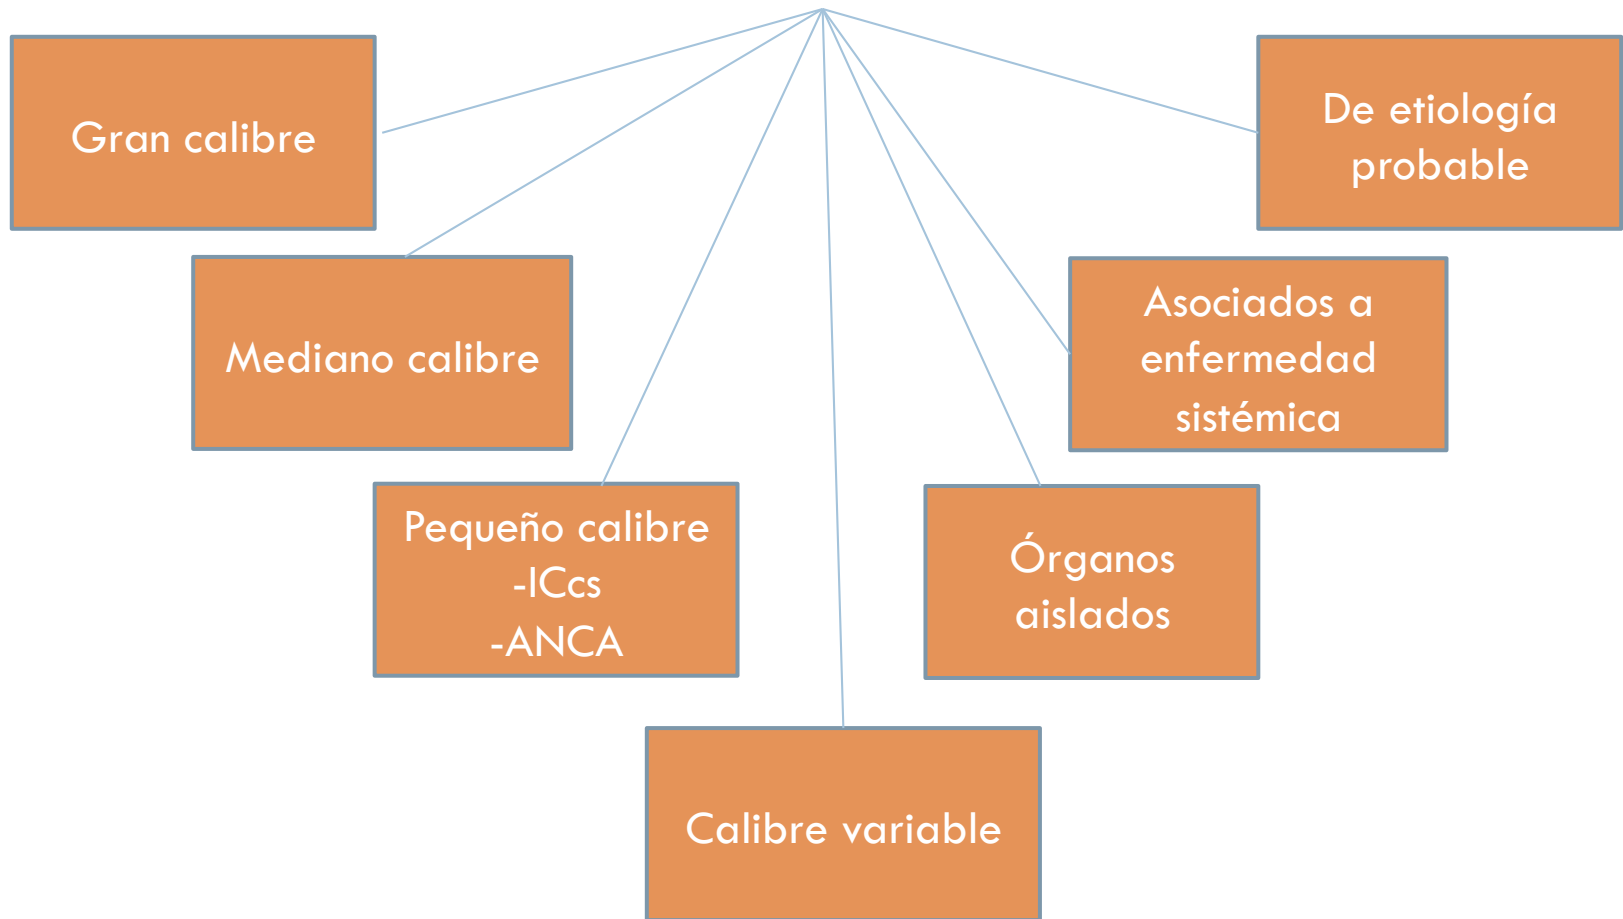 Gran calibre
De etiología
probable
Mediano calibre
Asociados a
enfermedad
sistémica
Pequeño calibre
-ICcs
-ANCA
Órganos
aislados
Calibre variable